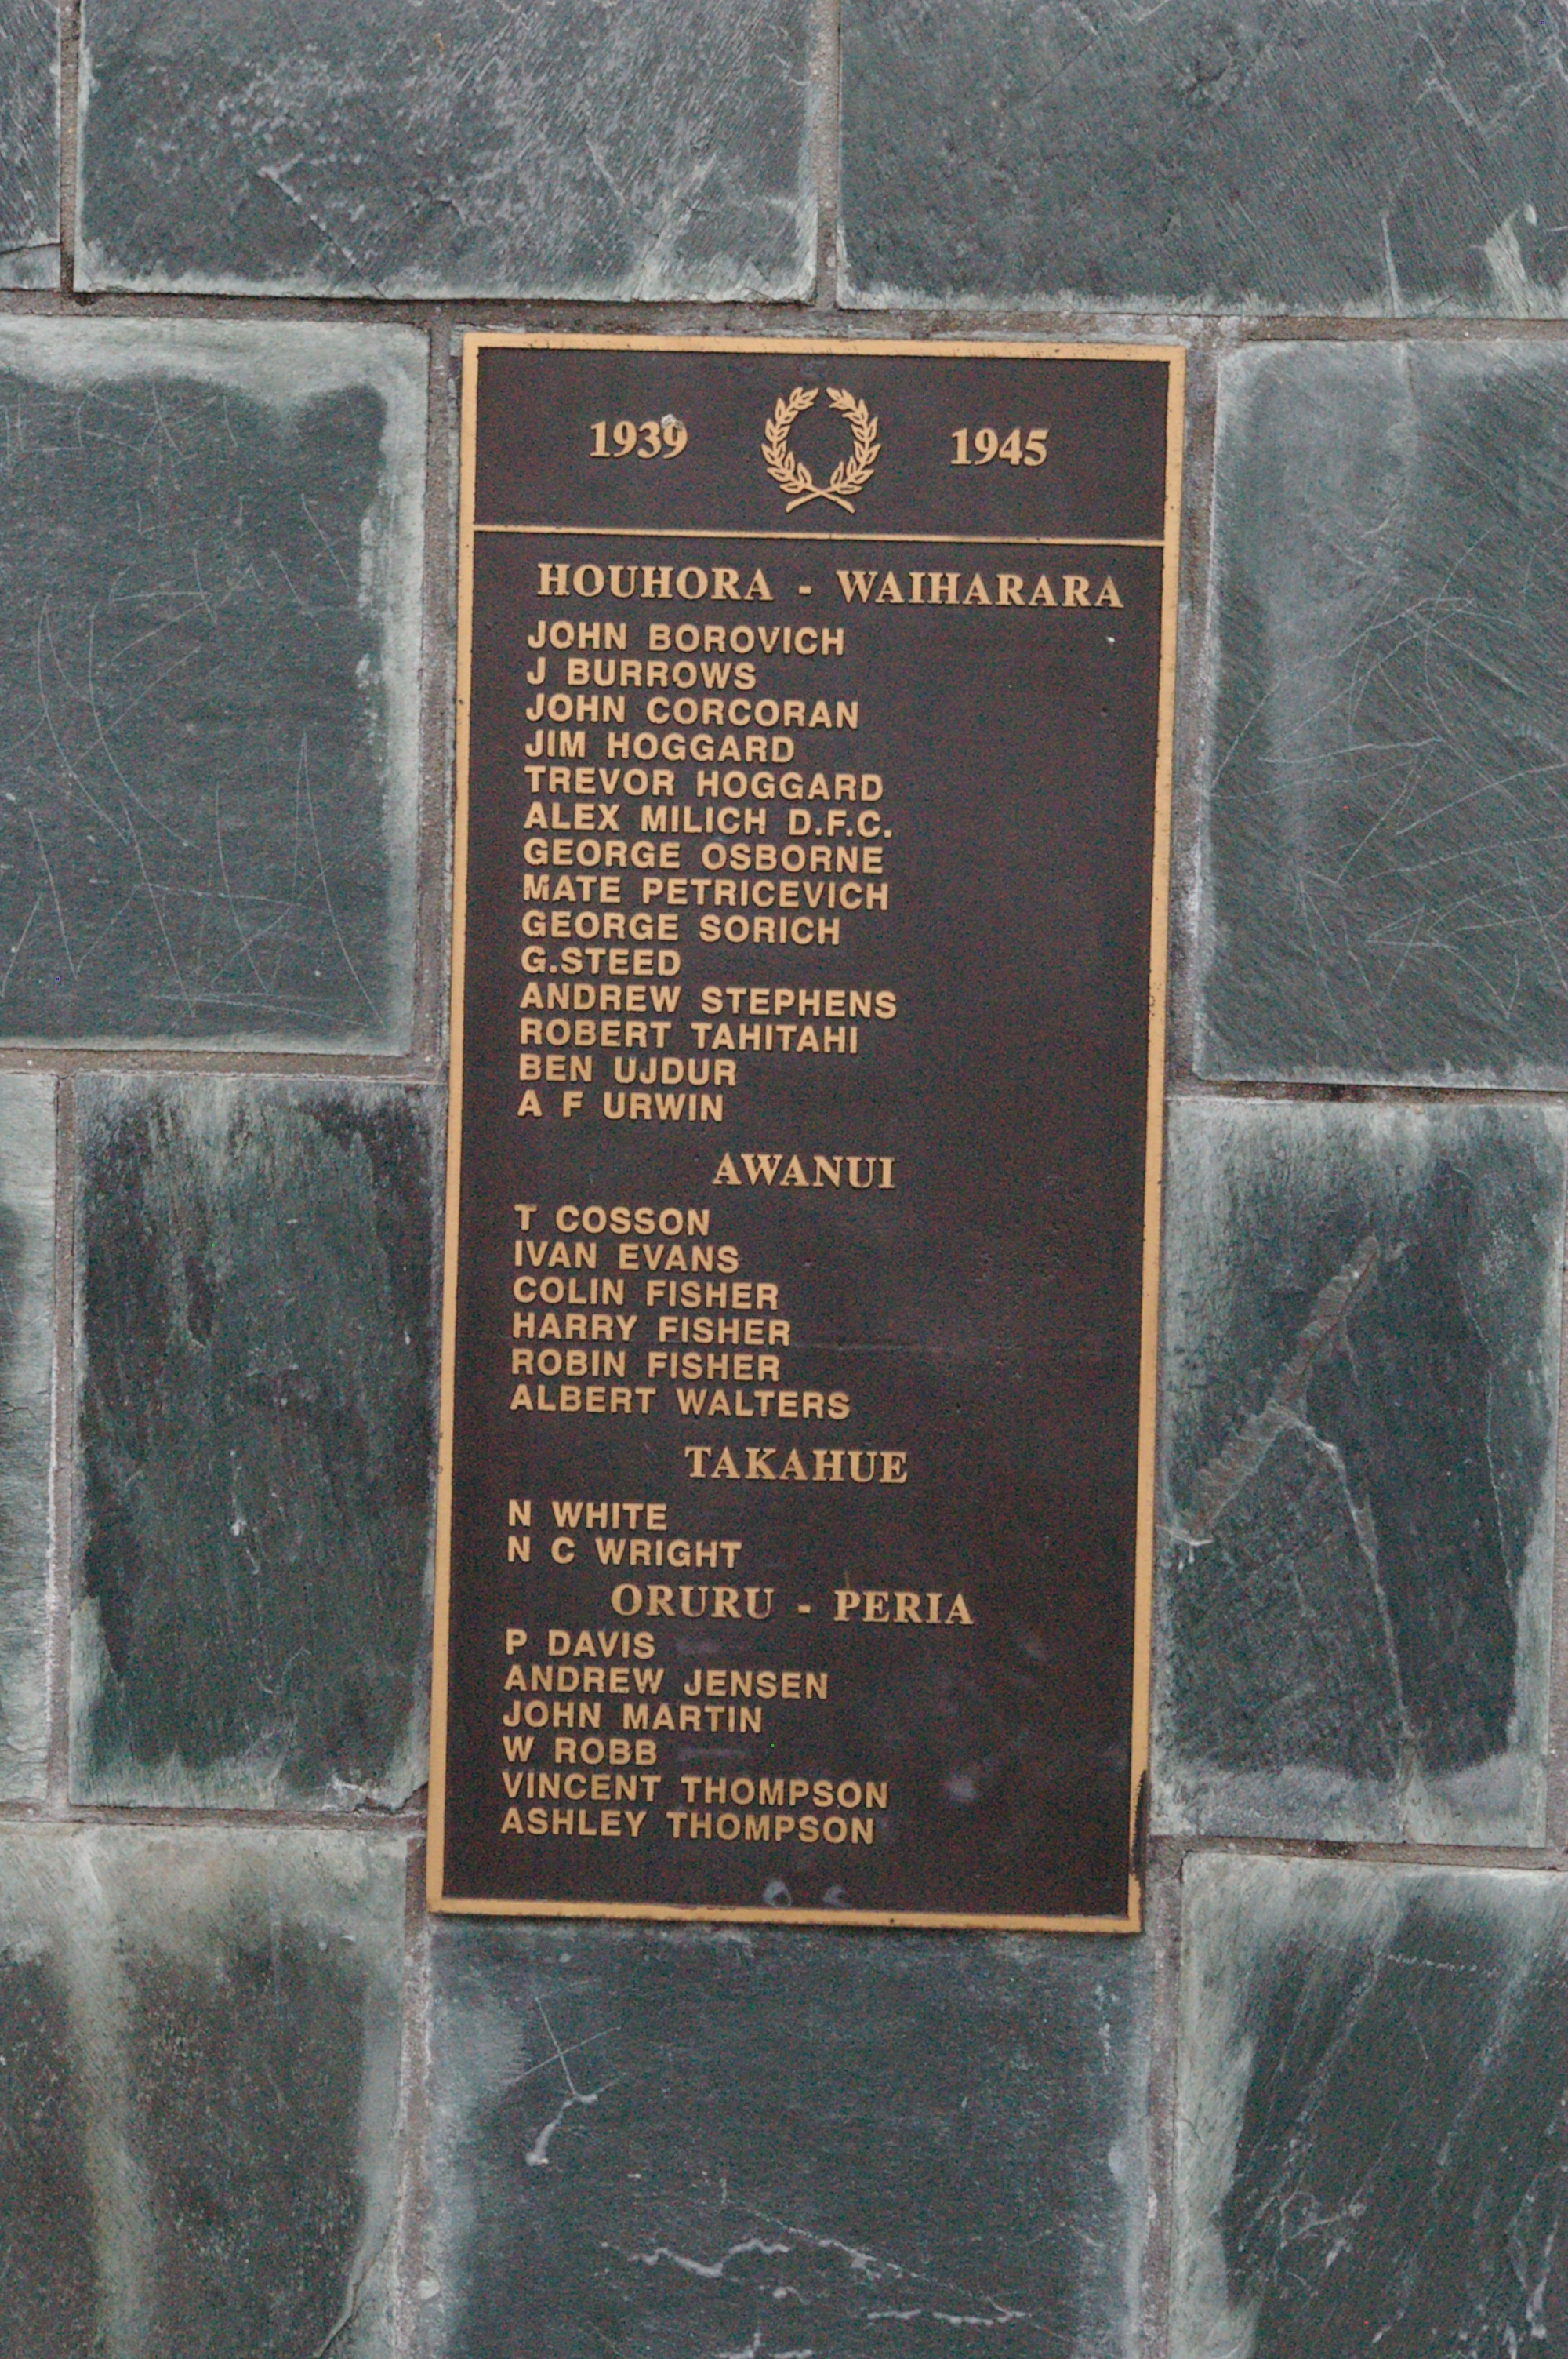 1939 1945
HOUHORA - WAIHARARA
JOHN BOROVICH
J BURROWS
JOHN CORCORAN
JIM HOGGARD
TREVOR HOGGARD
ALEX MILICH D.F.C.
GEORGE OSBORNE
MATE PETRICEVICH
GEORGE SORICH
G.STEED
ANDREW STEPHENS
ROBERT TAHITAHI
BEN UJDUR
A F URWIN
AWANUI
T COSSON
IVAN EVANS
COLIN FISHER
HARRY FISHER
ROBIN FISHER
ALBERT WALTERS
TAKAHUE
N WHITE
N C WRIGHT
ORURU - PERIA
P DAVIS
ANDREW JENSEN
JOHN MARTIN
W ROBB
VINCENT THOMPSON
ASHLEY THOMPSON